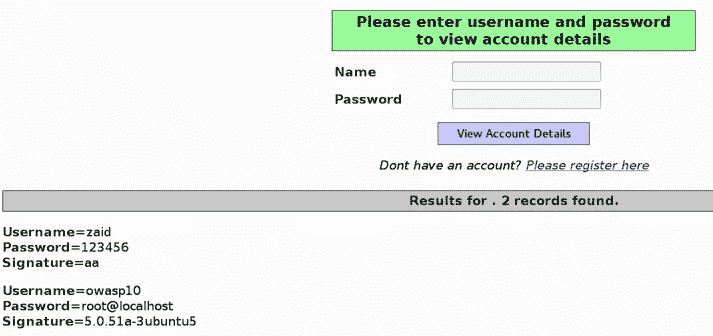 Please enter username and password
to view account details
Name
Password
View Account Details
Dont have an account? Please register here
Results for . 2 records found.
Username=zaid
Password=123456
Signature=aa
Username=owasp10
Password=root@localhost
Signature=5.0.51a-3ubuntu5